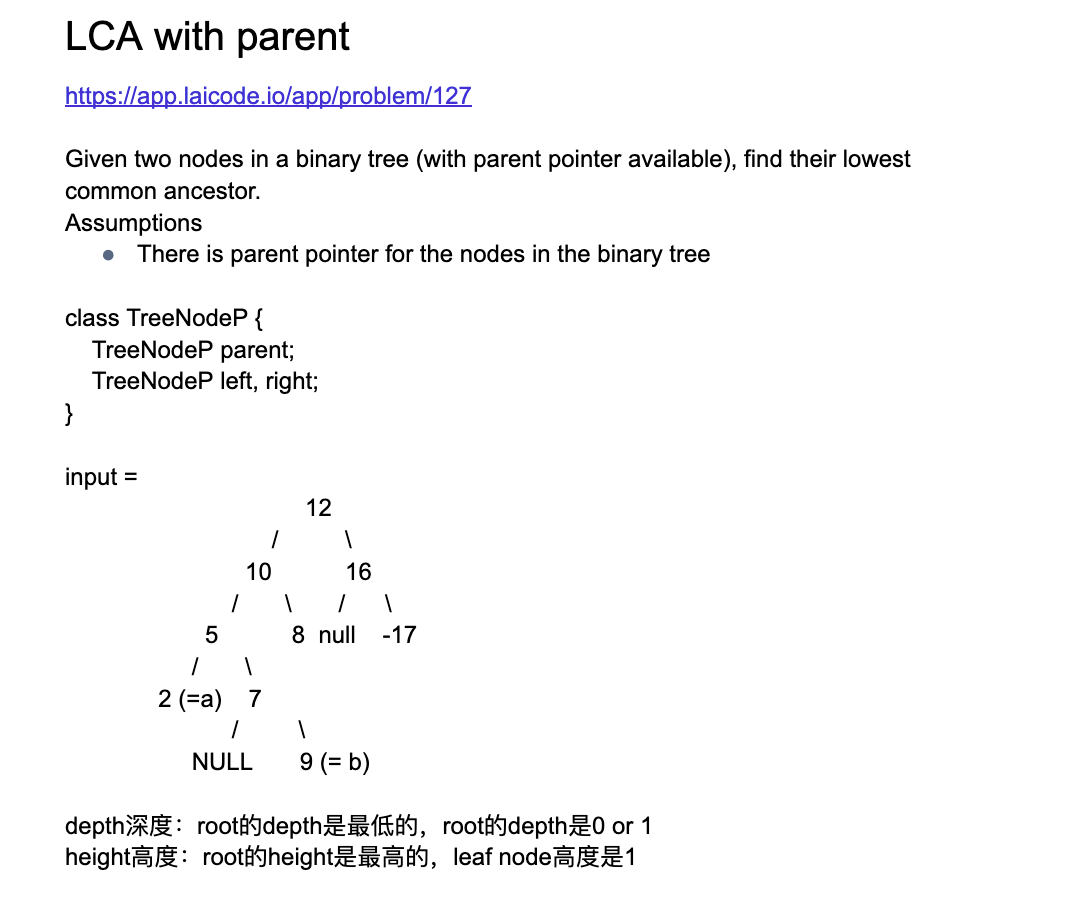 LCA with parent
https://app.laicode.io/app/problem/127
Given two nodes in a binary tree (with parent pointer available), find their lowest
common ancestor.
Assumptions
● There is parent pointer for the nodes in the binary tree
class TreeNodeP {
TreeNodeP parent;
TreeNodeP left, right;
}
input =
12
/ \
10 16
/ \ / \
5 8 null -17
/ \
2 (=a) 7
/ \
NULL 9 (= b)
depth深度：root的depth是最低的，root的depth是0 or 1
height高度：root的height是最高的，leaf node高度是1